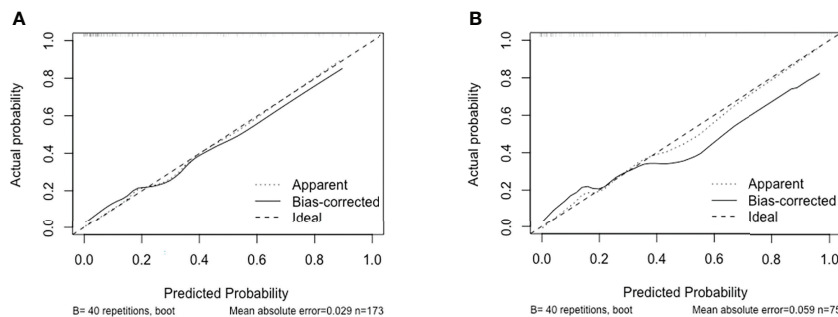 A
1.0
0.8
0.6
0.4
0.2
0.0
Actual probability
Apparent
Bias-corrected
Ideal
0.0 0.2 0.4 0.6 0.8 1.0
Predicted Probability
B= 40 repetitions, boot Mean absolute error=0.029 n=173
B
1.0
0.8
0.6
0.4
0.2
0.0
Actual probability
Apparent
Bias-corrected
Ideal
0.0 0.2 0.4 0.6 0.8 1.0
Predicted Probability
B= 40 repetitions, boot Mean absolute error=0.059 n=75